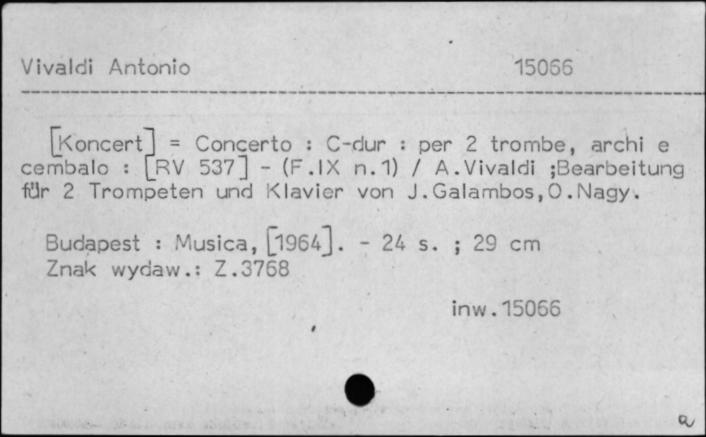 Vivaldi Antonio 15066
[Koncert] = Concerto : C-dur : per 2 trombe, archi e
cembalo : [RV 537] - (F.IX n.1) / A.Vivaldi ;Bearbeitung
für 2 Trompeten und Klavier von J.Galambos,O.Nagy.
Budapest : Musica,[1964]. - 24 s. ; 29 cm
Znak wydaw.: Z.3768
inw.15066
a